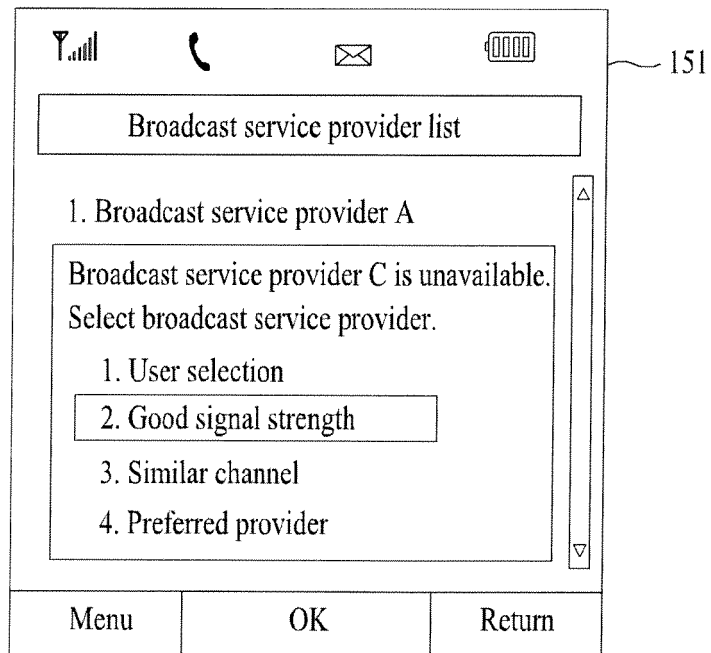 151
Broadcast service provider list
1. Broadcast service provider A
Broadcast service provider C is unavailable.
Select broadcast service provider.
1. User selection
2. Good signal strength
3. Similar channel
4. Preferred provider
Menu OK Return